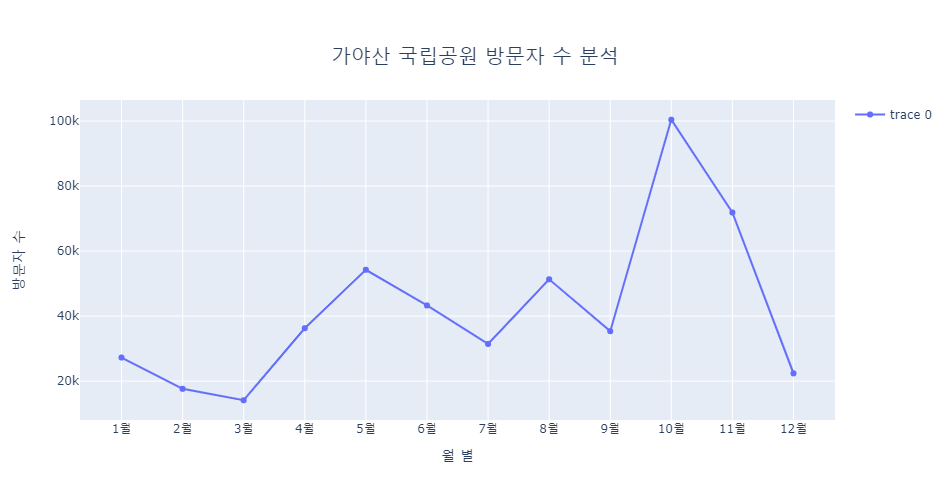 가야산 국립공원 방문자 수 분석
trace 0
방문자 수
100k
80k
60k
40k
20k
1월 2월 3월 4월 5월 6월 7월 8월 9월 10월 11월 12월
월 별